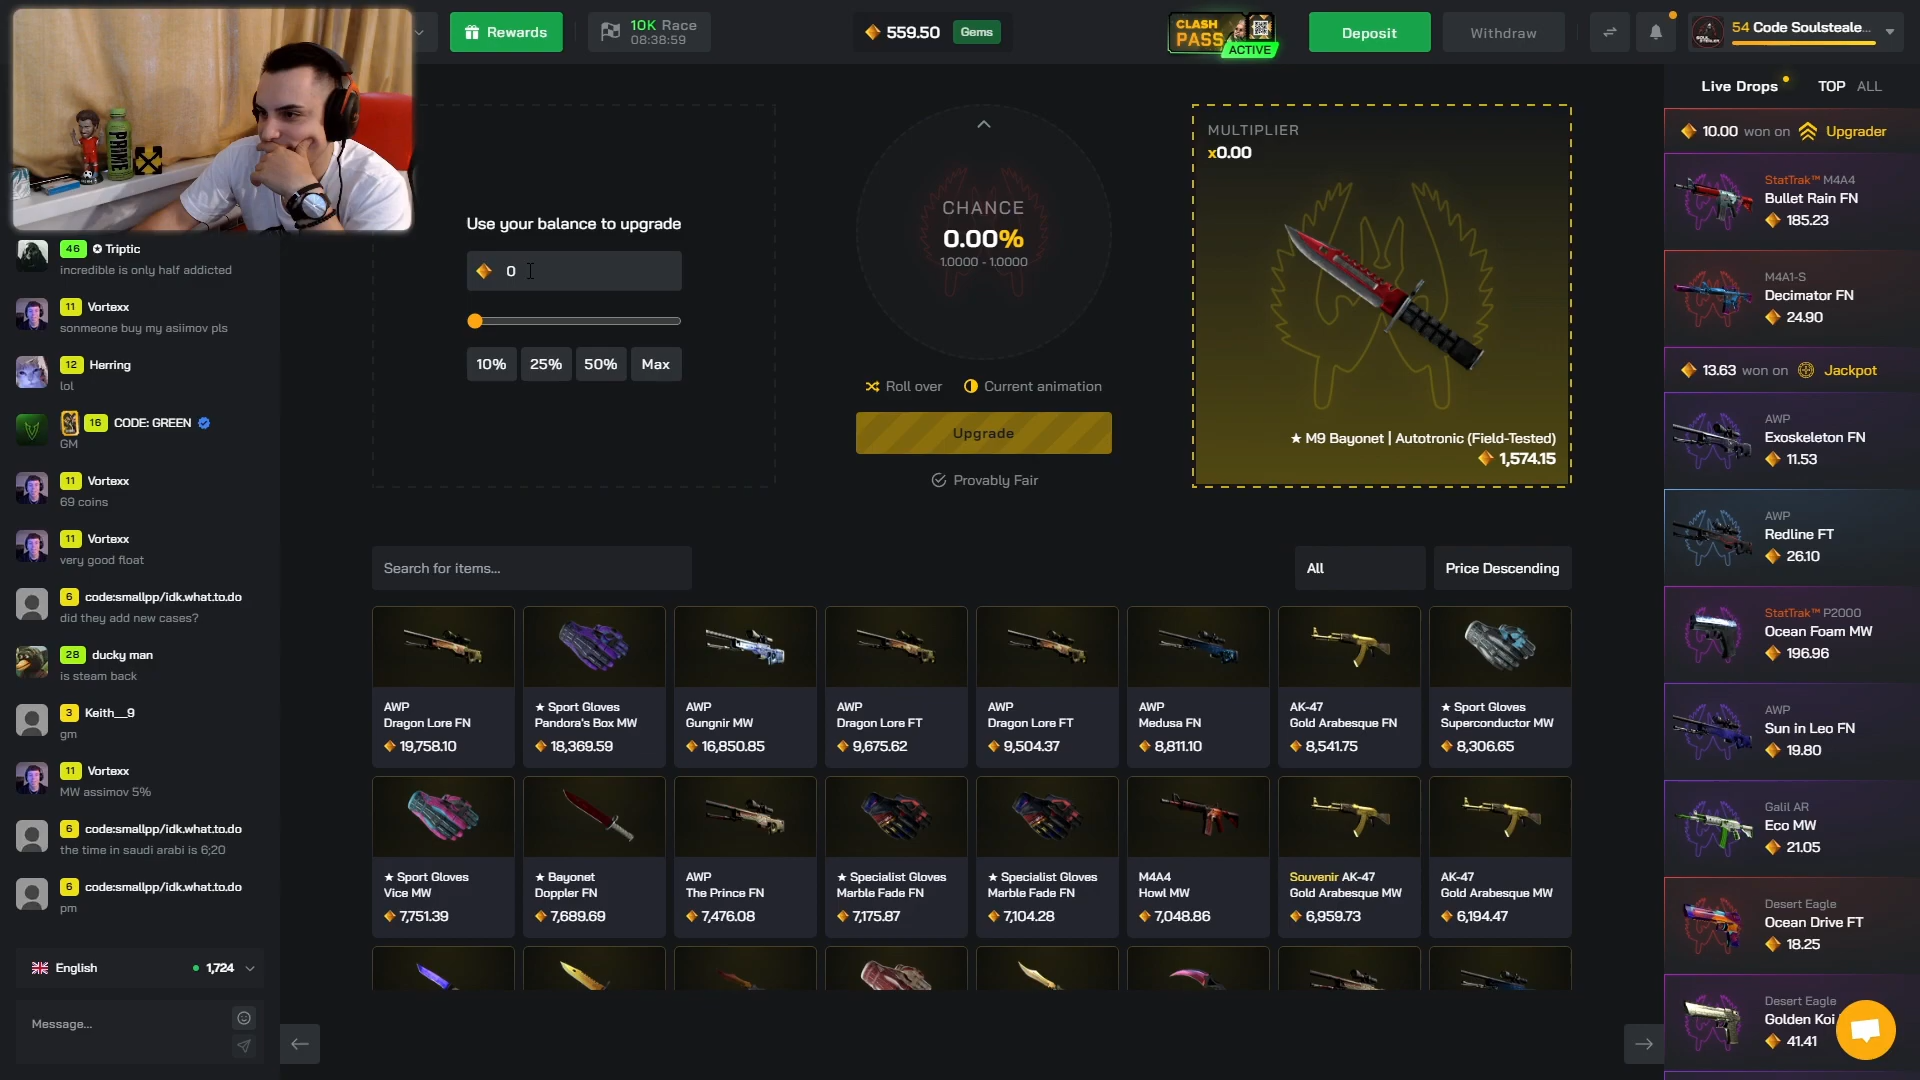 Rewards
10K Race
08:38:59
559.50
Gems
CLASH
PASS
ACTIVE
Deposit
Withdraw
54 Code Soulsteale...
PRIME
46 Triptic
incredible is only half addicted
11 Vortexx
sonmeone buy my asiimov pls
12 Herring
lol
16 CODE: GREEN
GM
11 Vortexx
69 coins
11 Vortexx
very good float
6 code:smallpp/idk.what.to.do
did they add new cases?
28 ducky man
is steam back
3 Keith__9
gm
11 Vortexx
MW assimov 5%
6 code:smallpp/idk.what.to.do
the time in saudi arabi is 6;20
6 code:smallpp/idk.what.to.do
pm
English
1,724
Message...
Use your balance to upgrade
0
10%
25%
50%
Max
CHANCE
0.00%
1.0000 - 1.0000
Roll over
Current animation
Upgrade
Provably Fair
MULTIPLIER
x0.00
★ M9 Bayonet | Autotronic (Field-Tested)
1,574.15
Search for items...
All
Price Descending
AWP
Dragon Lore FN
19,758.10
★ Sport Gloves
Pandora's Box MW
18,369.59
AWP
Gungnir MW
16,850.85
AWP
Dragon Lore FT
9,675.62
AWP
Dragon Lore FT
9,504.37
AWP
Medusa FN
8,811.10
AK-47
Gold Arabesque FN
8,541.75
★ Sport Gloves
Superconductor MW
8,306.65
★ Sport Gloves
Vice MW
7,751.39
★ Bayonet
Doppler FN
7,689.69
AWP
The Prince FN
7,476.08
★ Specialist Gloves
Marble Fade FN
7,175.87
★ Specialist Gloves
Marble Fade FN
7,104.28
M4A4
Howl MW
7,048.86
Souvenir AK-47
Gold Arabesque MW
6,959.73
AK-47
Gold Arabesque MW
6,194.47
Live Drops
TOP
ALL
10.00 won on Upgrader
StatTrak™ M4A4
Bullet Rain FN
185.23
M4A1-S
Decimator FN
24.90
13.63 won on Jackpot
AWP
Exoskeleton FN
11.53
AWP
Redline FT
26.10
StatTrak™ P2000
Ocean Foam MW
196.96
AWP
Sun in Leo FN
19.80
Galil AR
Eco MW
21.05
Desert Eagle
Ocean Drive FT
18.25
Desert Eagle
Golden Koi
41.41